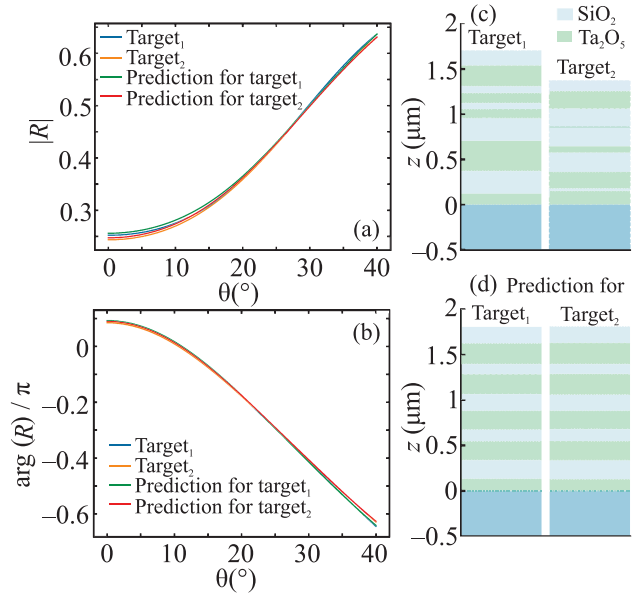 0.6
0.5
0.4
0.3
|R|
Target₁
Target₂
Prediction for target₁
Prediction for target₂
(a)
0 10 20 30 40
θ(°)
0
−0.2
−0.4
−0.6
arg (R) / π
(b)
Target₁
Target₂
Prediction for target₁
Prediction for target₂
0 10 20 30 40
θ(°)
(c)
SiO₂
Ta₂O₅
Target₁
Target₂
2
1.5
1
0.5
0
−0.5
z (μm)
(d) Prediction for
Target₁ Target₂
2
1.5
1
0.5
0
−0.5
z (μm)